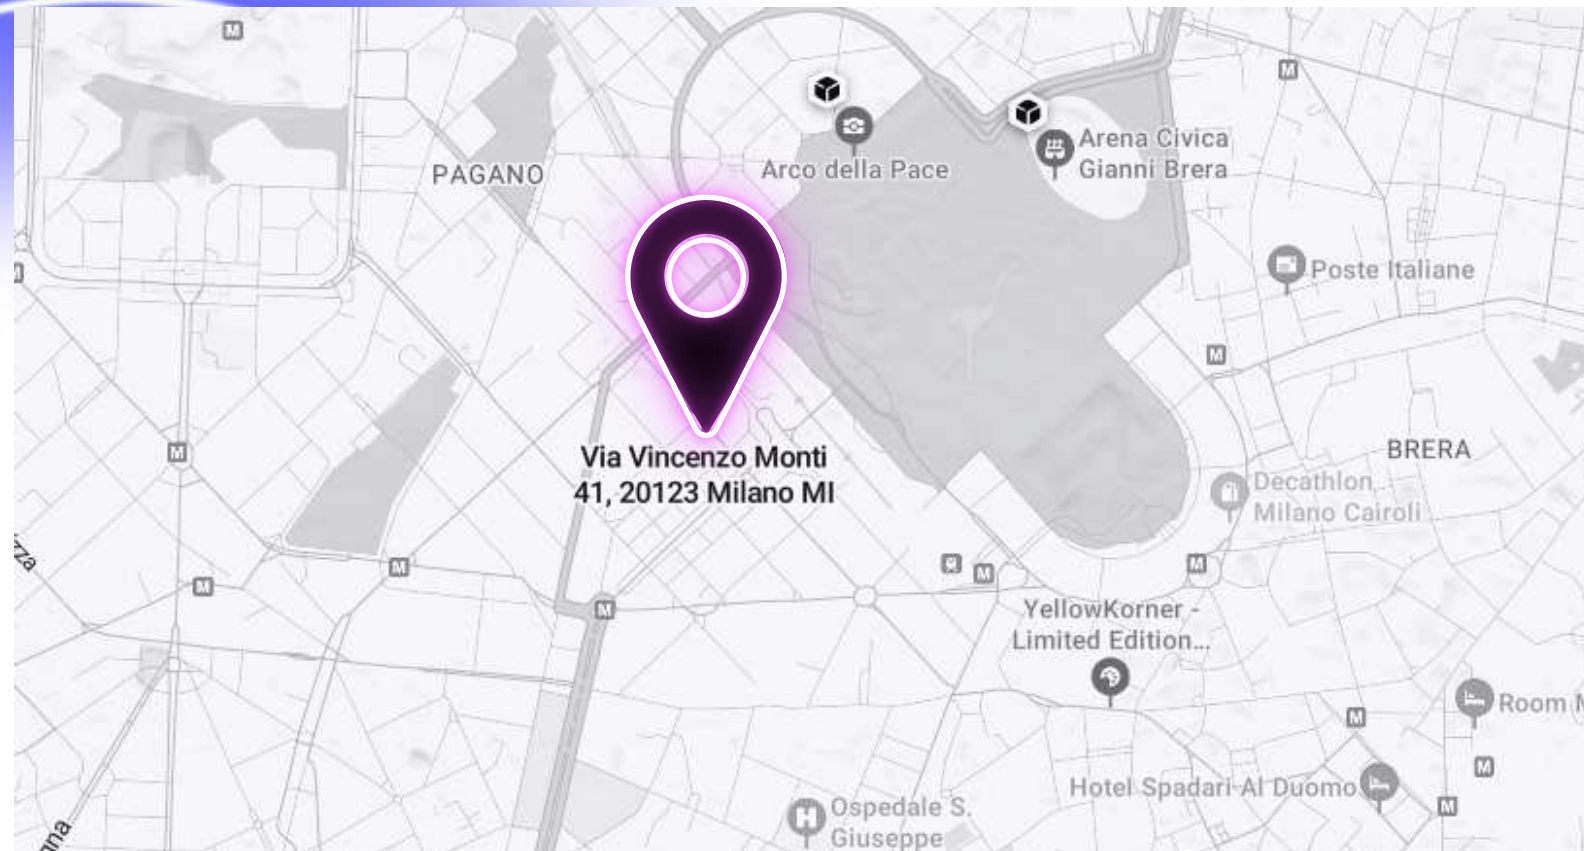 M
M
Arco della Pace
Arena Civica
Gianni Brera
PAGANO
Poste Italiane
M
M
Via Vincenzo Monti
41, 20123 Milano MI
BRERA
Decathlon
Milano Cairoli
M
M
M
M
M
YellowKorner -
Limited Edition...
Room M
M
M
Hotel Spadari Al Duomo
M
Ospedale S.
Giuseppe